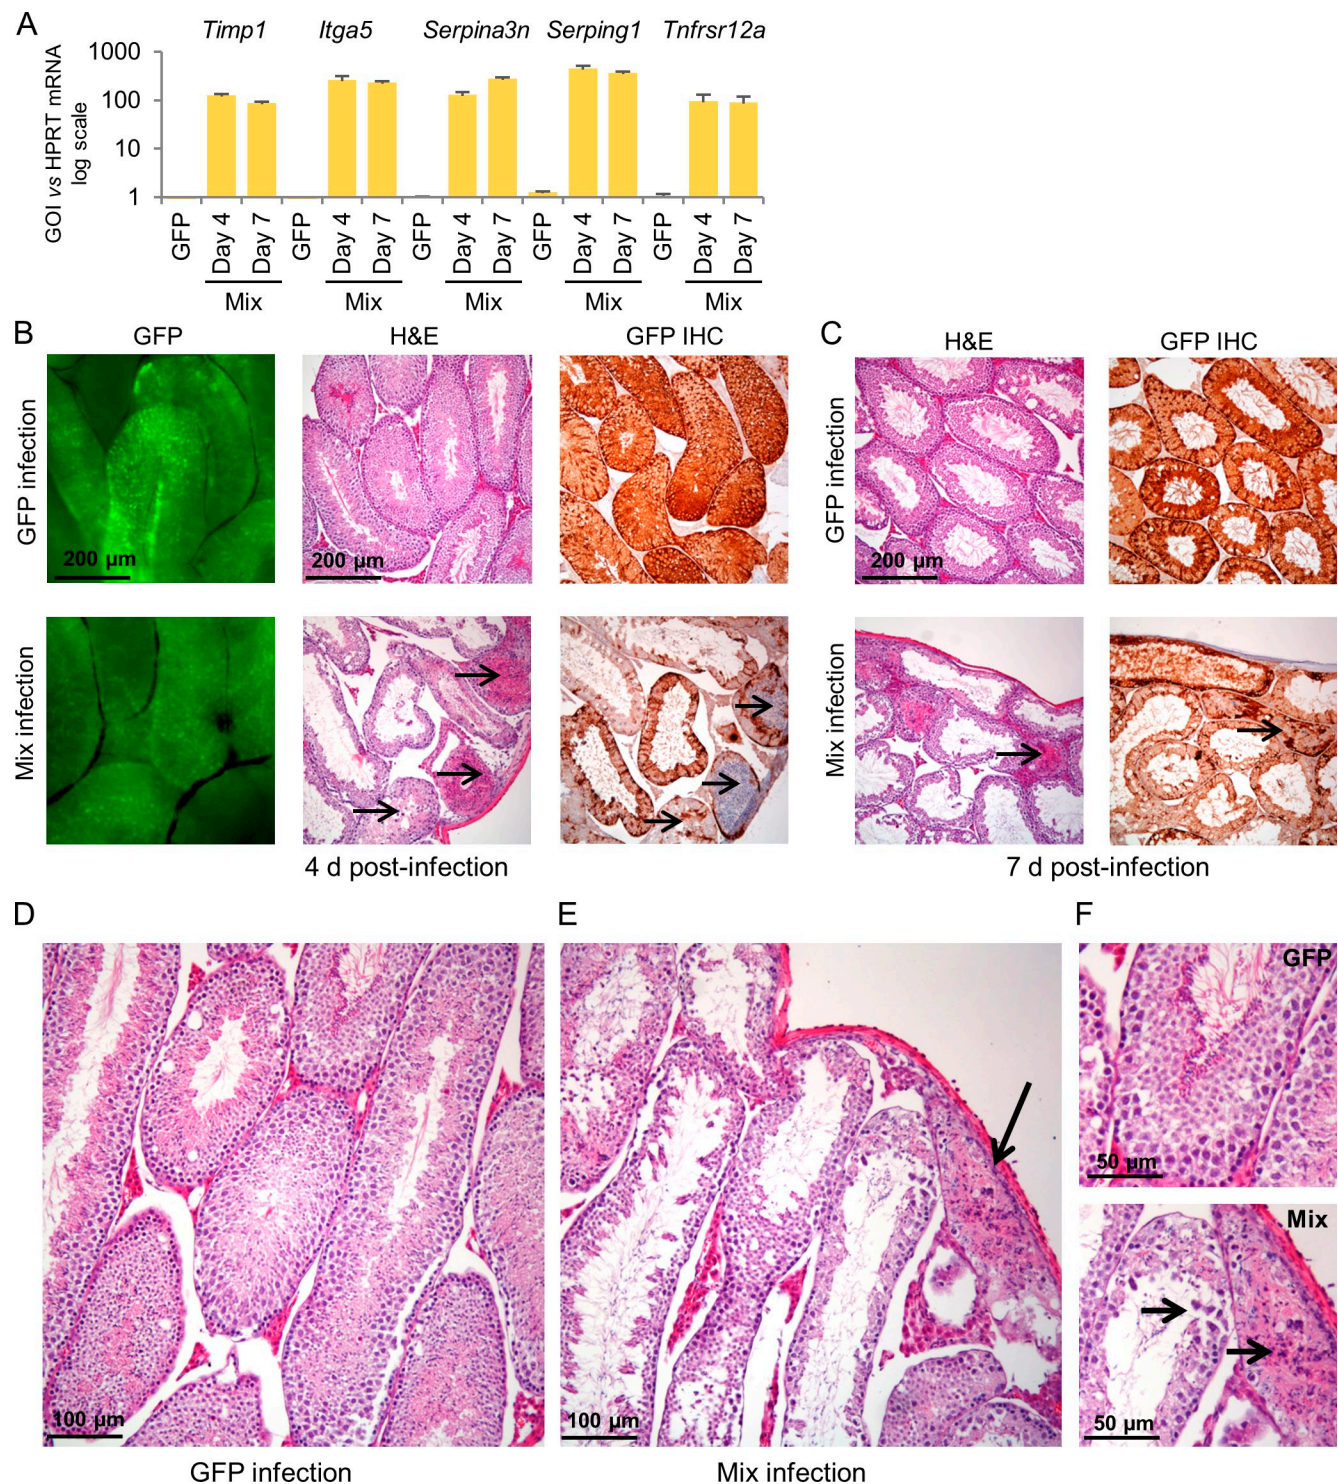 A
Timp1 Itga5 Serpina3n Serping1 Tnfrsr12a
GOI vs HPRT mRNA
log scale
1000
100
10
1
GFP Day 4 Day 7 GFP Day 4 Day 7 GFP Day 4 Day 7 GFP Day 4 Day 7 GFP Day 4 Day 7
Mix Mix Mix Mix Mix
B
GFP H&E GFP IHC
C
H&E GFP IHC
GFP infection
200 µm 200 µm
GFP infection
200 µm
Mix infection
Mix infection
4 d post-infection
7 d post-infection
D
E
F
GFP
50 µm
Mix
100 µm
100 µm
50 µm
GFP infection
Mix infection